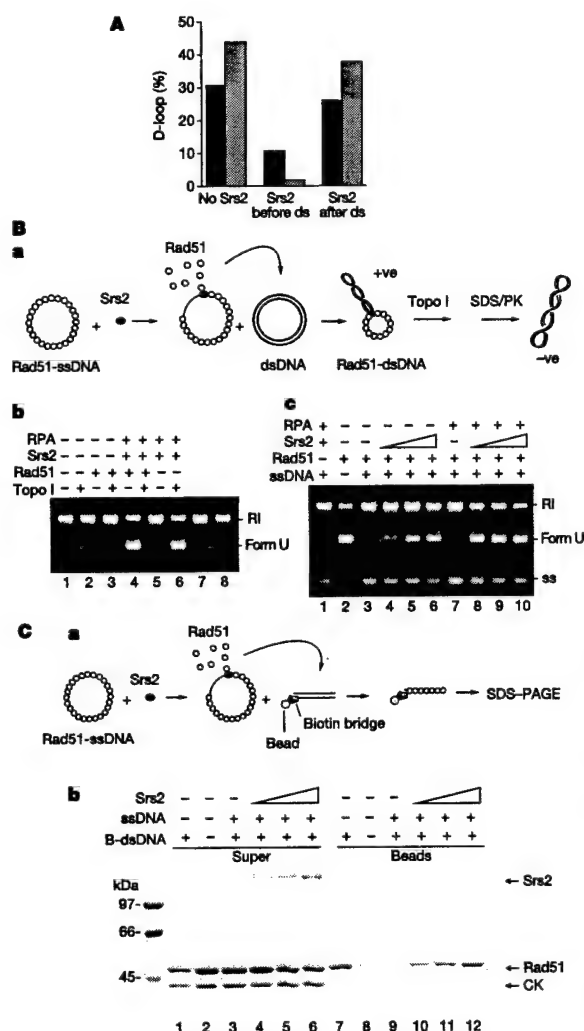 A
50
40
30
20
10
0
D-loop (%)
No Srs2
Srs2 before ds
Srs2 after ds
B
a
Rad51
Srs2
+ve
Topo I
SDS/PK
+
+
Rad51-ssDNA
dsDNA
Rad51-dsDNA
–ve
b
RPA – – – + + + +
Srs2 – – – + + + +
Rad51 – – + + + – –
Topo I – + – + – + – +
RI
Form U
1 2 3 4 5 6 7 8
c
RPA + – – – – – + + + +
Srs2 + – – –
Rad51 – + + + + + + + + +
ssDNA + – + + + + + + + +
RI
Form U
ss
1 2 3 4 5 6 7 8 9 10
C
a
Rad51
Srs2
+
+
Biotin bridge
Bead
SDS–PAGE
Rad51-ssDNA
b
Srs2 – – – – – –
ssDNA – – + + + + – – + + + +
B-dsDNA + – + + + + + – + + + +
Super Beads
kDa
97-
66-
45-
← Srs2
← Rad51
← CK
1 2 3 4 5 6 7 8 9 10 11 12